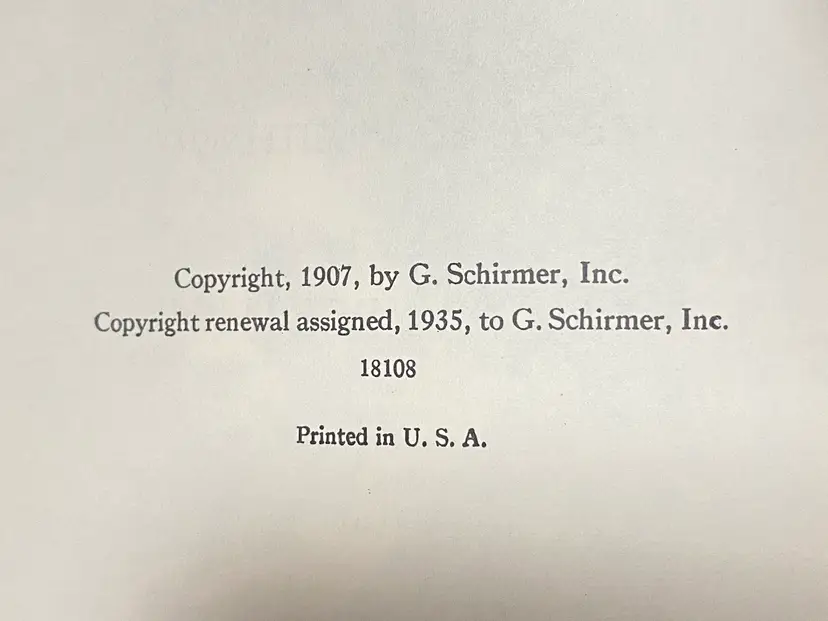 Copyright, 1907, by G. Schirmer, Inc.
Copyright renewal assigned, 1935, to G. Schirmer, Inc.
18108
Printed in U. S. A.